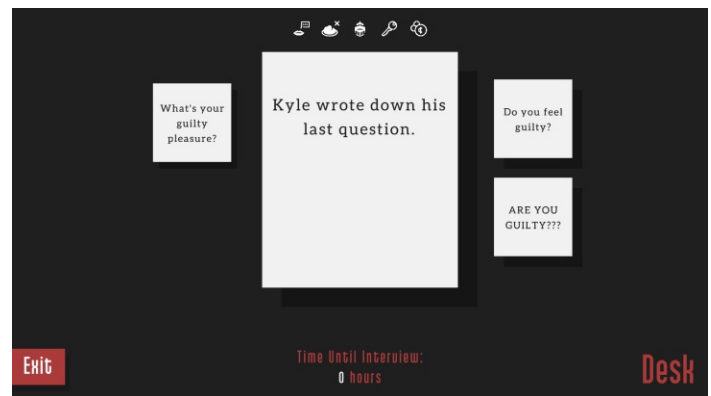 What's your
guilty
pleasure?
Kyle wrote down his
last question.
Do you feel
guilty?
ARE YOU
GUILTY???
Exit
Time Until Interview:
0 hours
Desk